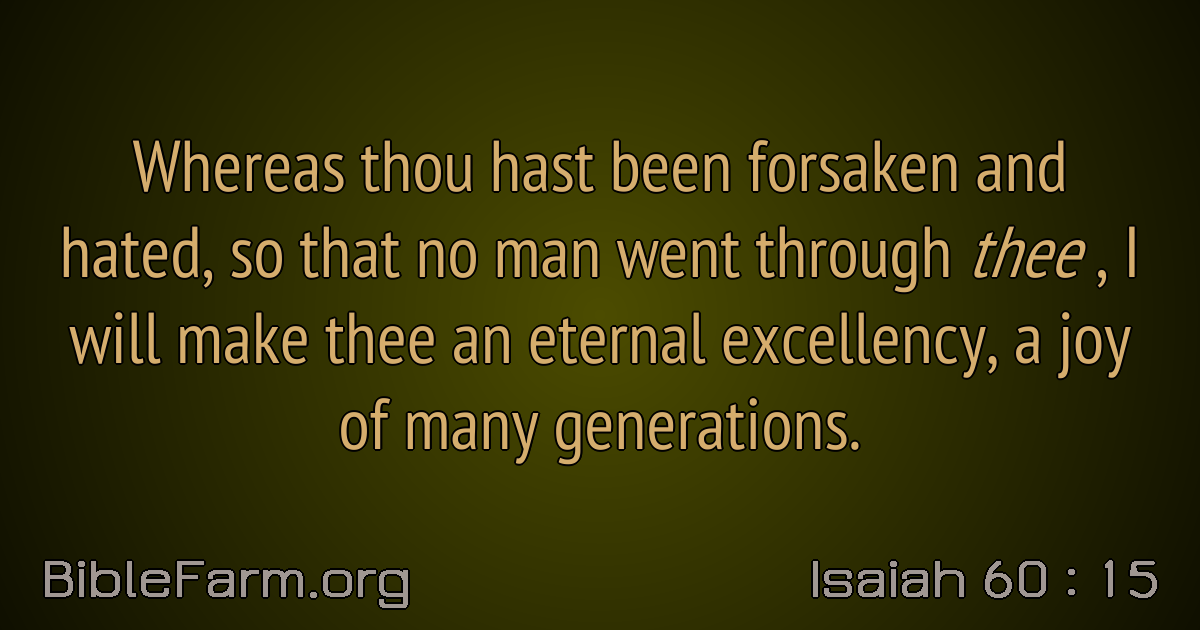 Whereas thou hast been forsaken and
hated, so that no man went through thee , I
will make thee an eternal excellency, a joy
of many generations.
BibleFarm.org
Isaiah 60 : 15